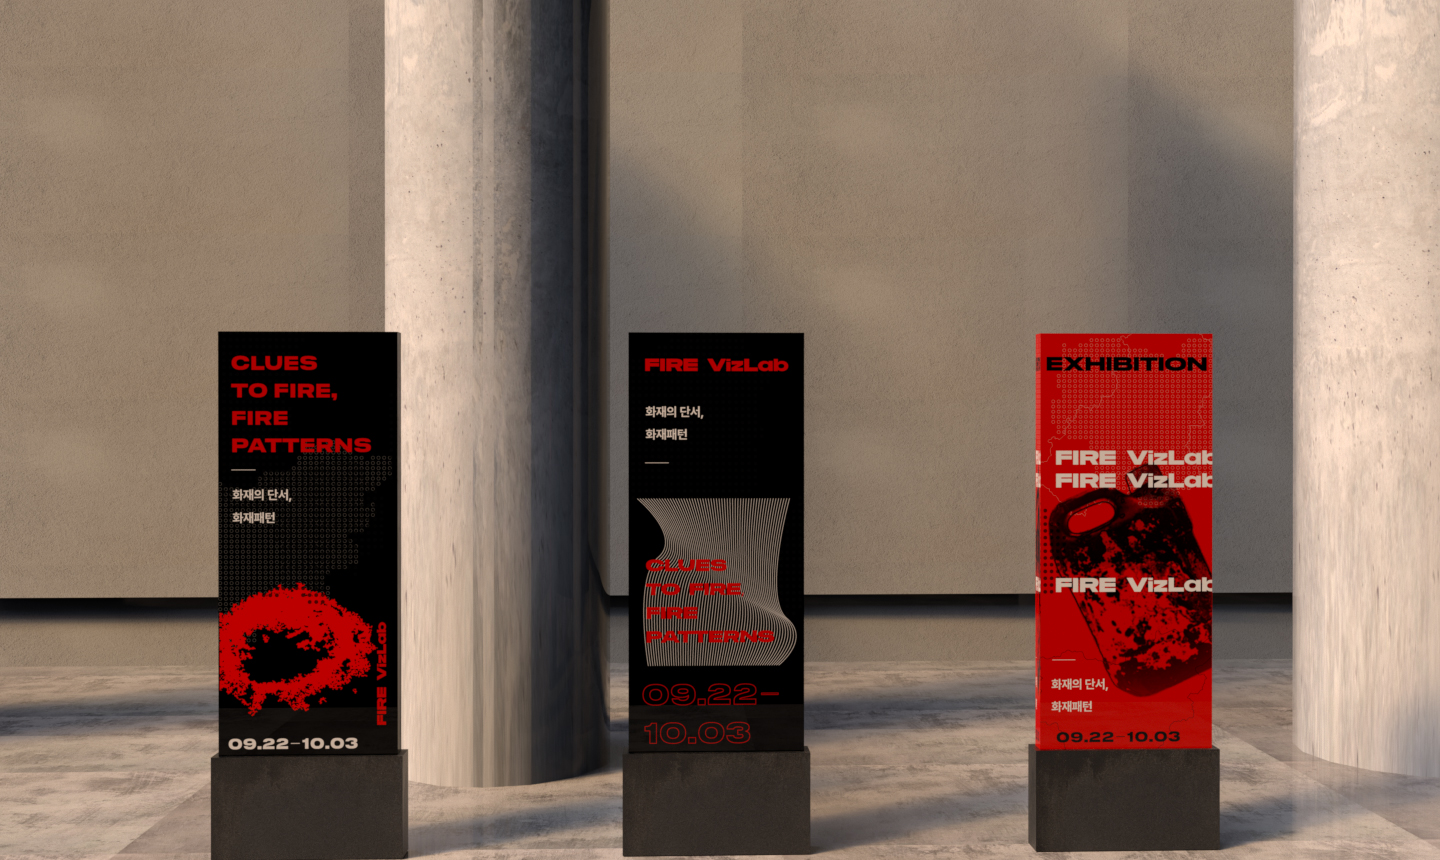 CLUES
TO FIRE,
FIRE
PATTERNS
화재의 단서,
화재패턴
FIRE VizLab
09.22–10.03
FIRE VizLab
화재의 단서,
화재패턴
CLUES
TO FIRE
FIRE
PATTERNS
09.22–
10.03
EXHIBITION
FIRE VizLab
FIRE VizLab
FIRE VizLab
화재의 단서,
화재패턴
09.22–10.03